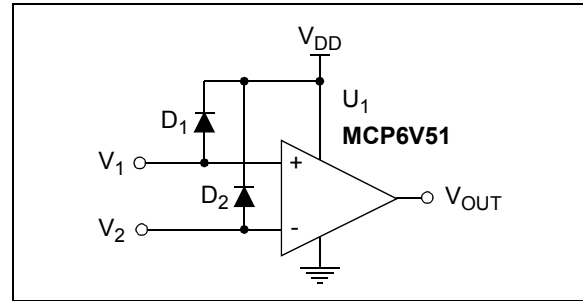 V_DD
U_1
MCP6V51
D_1
V_1
+
D_2
V_OUT
V_2
-